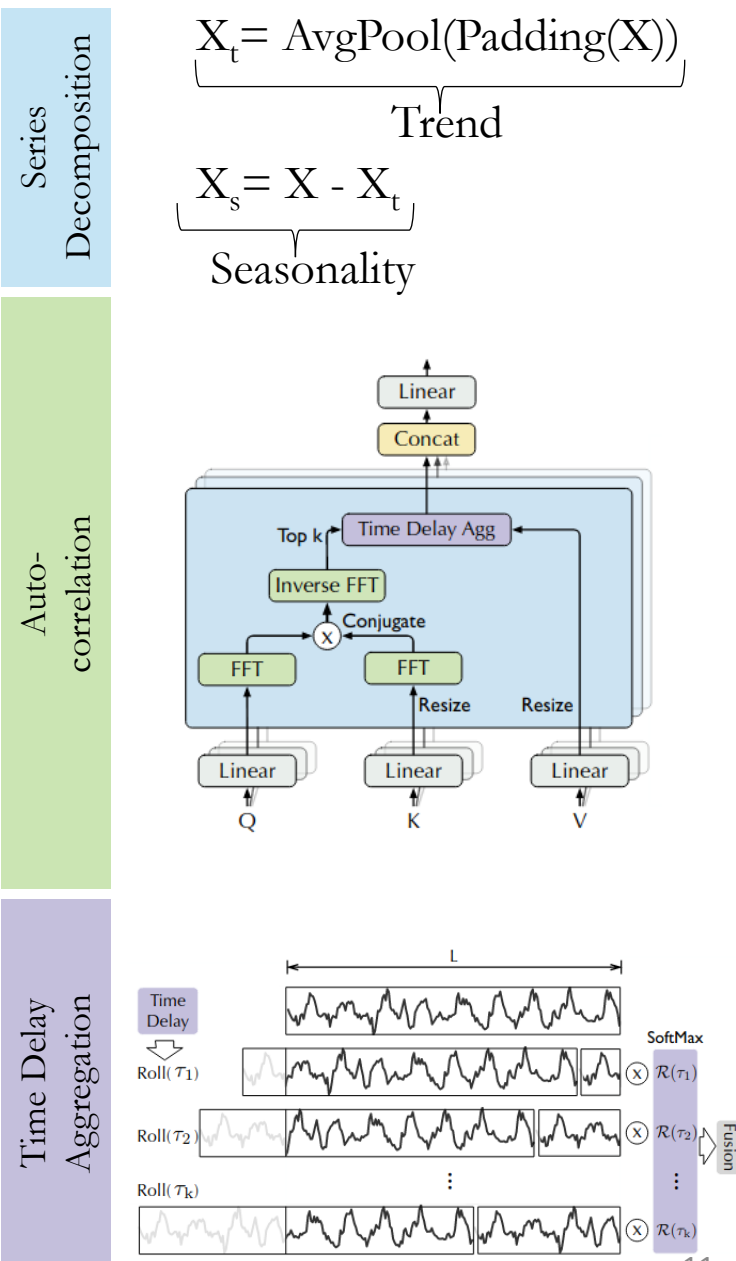 Series
Decomposition
Xt= AvgPool(Padding(X))
Trend
Xs= X - Xt
Seasonality
Auto-
correlation
Linear
Concat
Top k
Time Delay Agg
Inverse FFT
Conjugate
X
FFT
FFT
Resize
Resize
Linear
Linear
Linear
Q
K
V
Time Delay
Aggregation
L
Time
Delay
SoftMax
Roll(τ1)
X
R(τ1)
Roll(τ2)
X
R(τ2)
Fusion
Roll(τk)
⋮
⋮
X
R(τk)